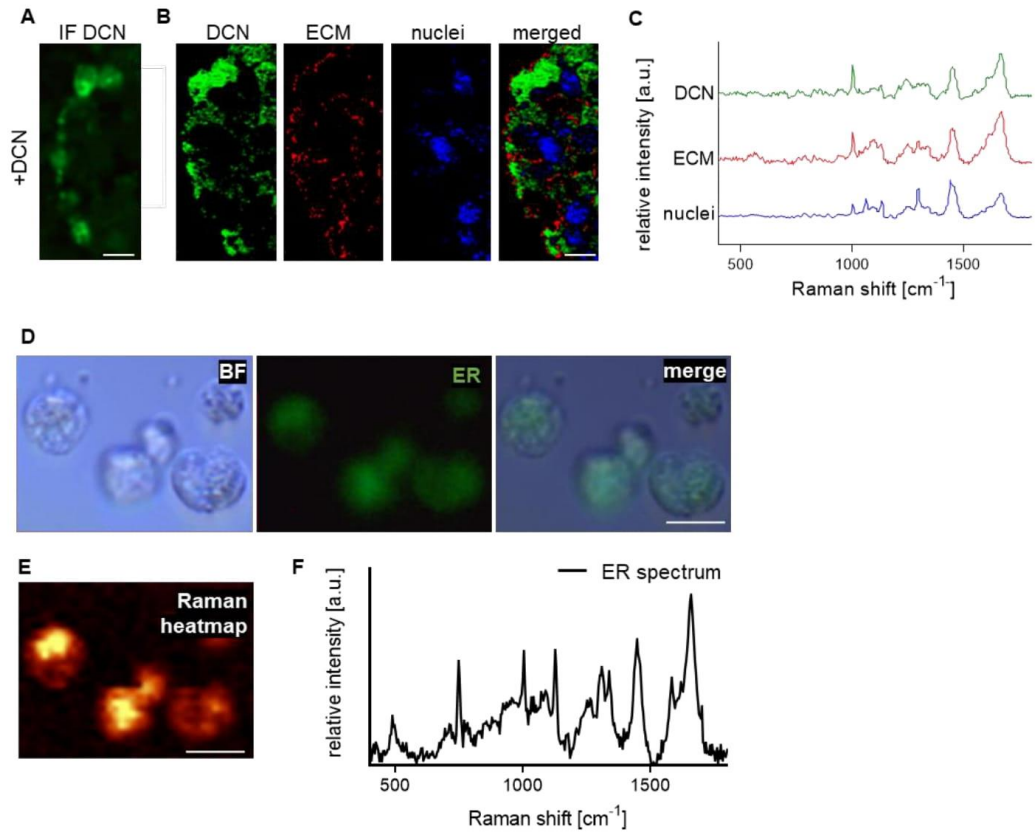 A
IF DCN
+DCN
B
DCN
ECM
nuclei
merged
C
relative intensity [a.u.]
DCN
ECM
nuclei
500
1000
1500
Raman shift [cm⁻¹]
D
BF
ER
merge
E
Raman
heatmap
F
relative intensity [a.u.]
ER spectrum
500
1000
1500
Raman shift [cm⁻¹]